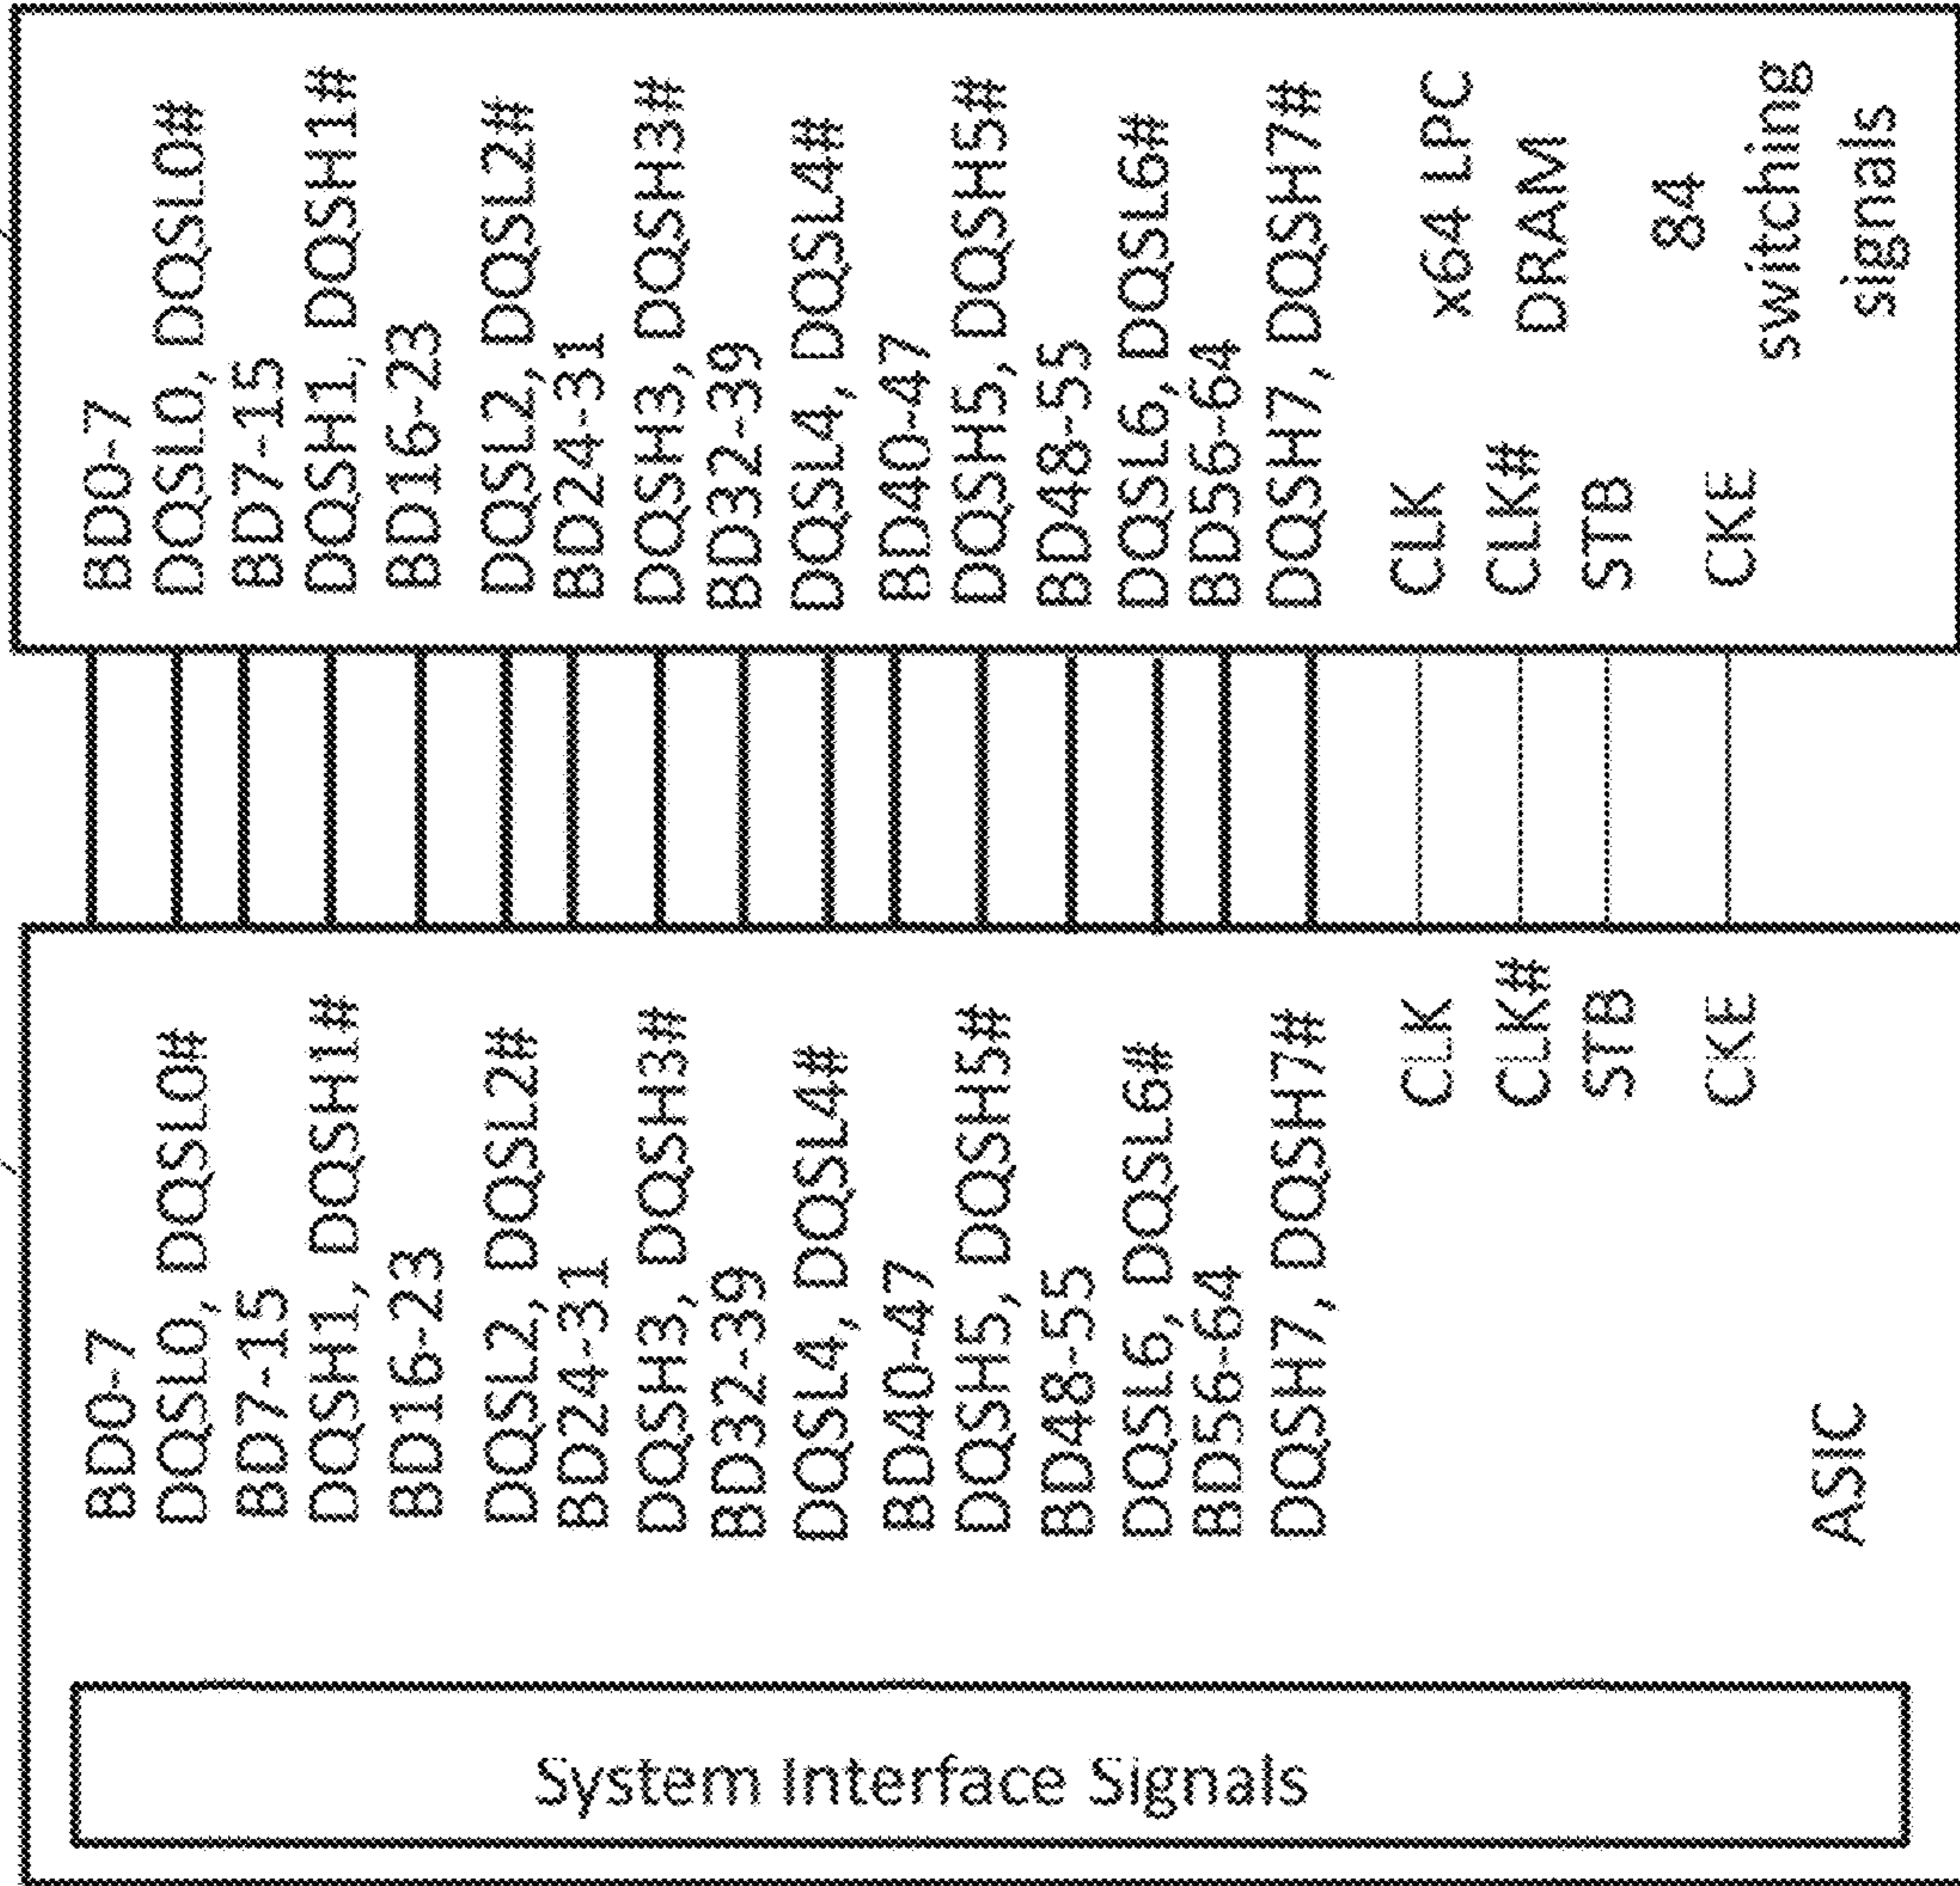 BD0-7
DQSL0, DQSL0#
BD7-15
DQSH1, DQSH1#
BD16-23
DQSL2, DQSL2#
BD24-31
DQSH3, DQSH3#
BD32-39
DQSL4, DQSL4#
BD40-47
DQSH5, DQSH5#
BD48-55
DQSL6, DQSL6#
BD56-64
DQSH7, DQSH7#
CLK
CLK#
STB
CKE
x64 LPC
DRAM
84
switching
signals
BD0-7
DQSL0, DQSL0#
BD7-15
DQSH1, DQSH1#
BD16-23
DQSL2, DQSL2#
BD24-31
DQSH3, DQSH3#
BD32-39
DQSL4, DQSL4#
BD40-47
DQSH5, DQSH5#
BD48-55
DQSL6, DQSL6#
BD56-64
DQSH7, DQSH7#
CLK
CLK#
STB
CKE
ASIC
System Interface Signals